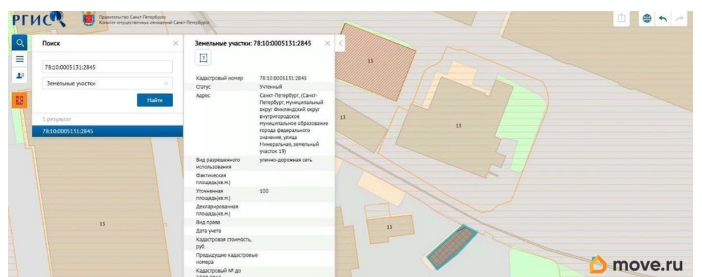 РГИС
Правительство Санкт-Петербурга
Комитет имущественных отношений Санкт-Петербурга
Поиск
78:10:0005131:2845
Земельные участки
Найти
1 результат
78:10:0005131:2845
Земельные участки: 78:10:0005131:2845
Кадастровый номер 78:10:0005131:2845
Статус Учтенный
Адрес Санкт-Петербург, (Санкт-
Петербург, муниципальный
округ Финляндский округ
внутригородское
муниципальное образование
города федерального
значения, улица
Минеральная, земельный
участок 19)
Вид разрешенного использования улично-дорожная сеть
Фактическая площадь(кв.м.)
Уточненная площадь(кв.м.) 100
Декларированная площадь(кв.м.)
Вид права
Дата учета
Кадастровая стоимость, руб.
Предыдущие кадастровые номера
Кадастровый № до
13
13
13
13
13
move.ru